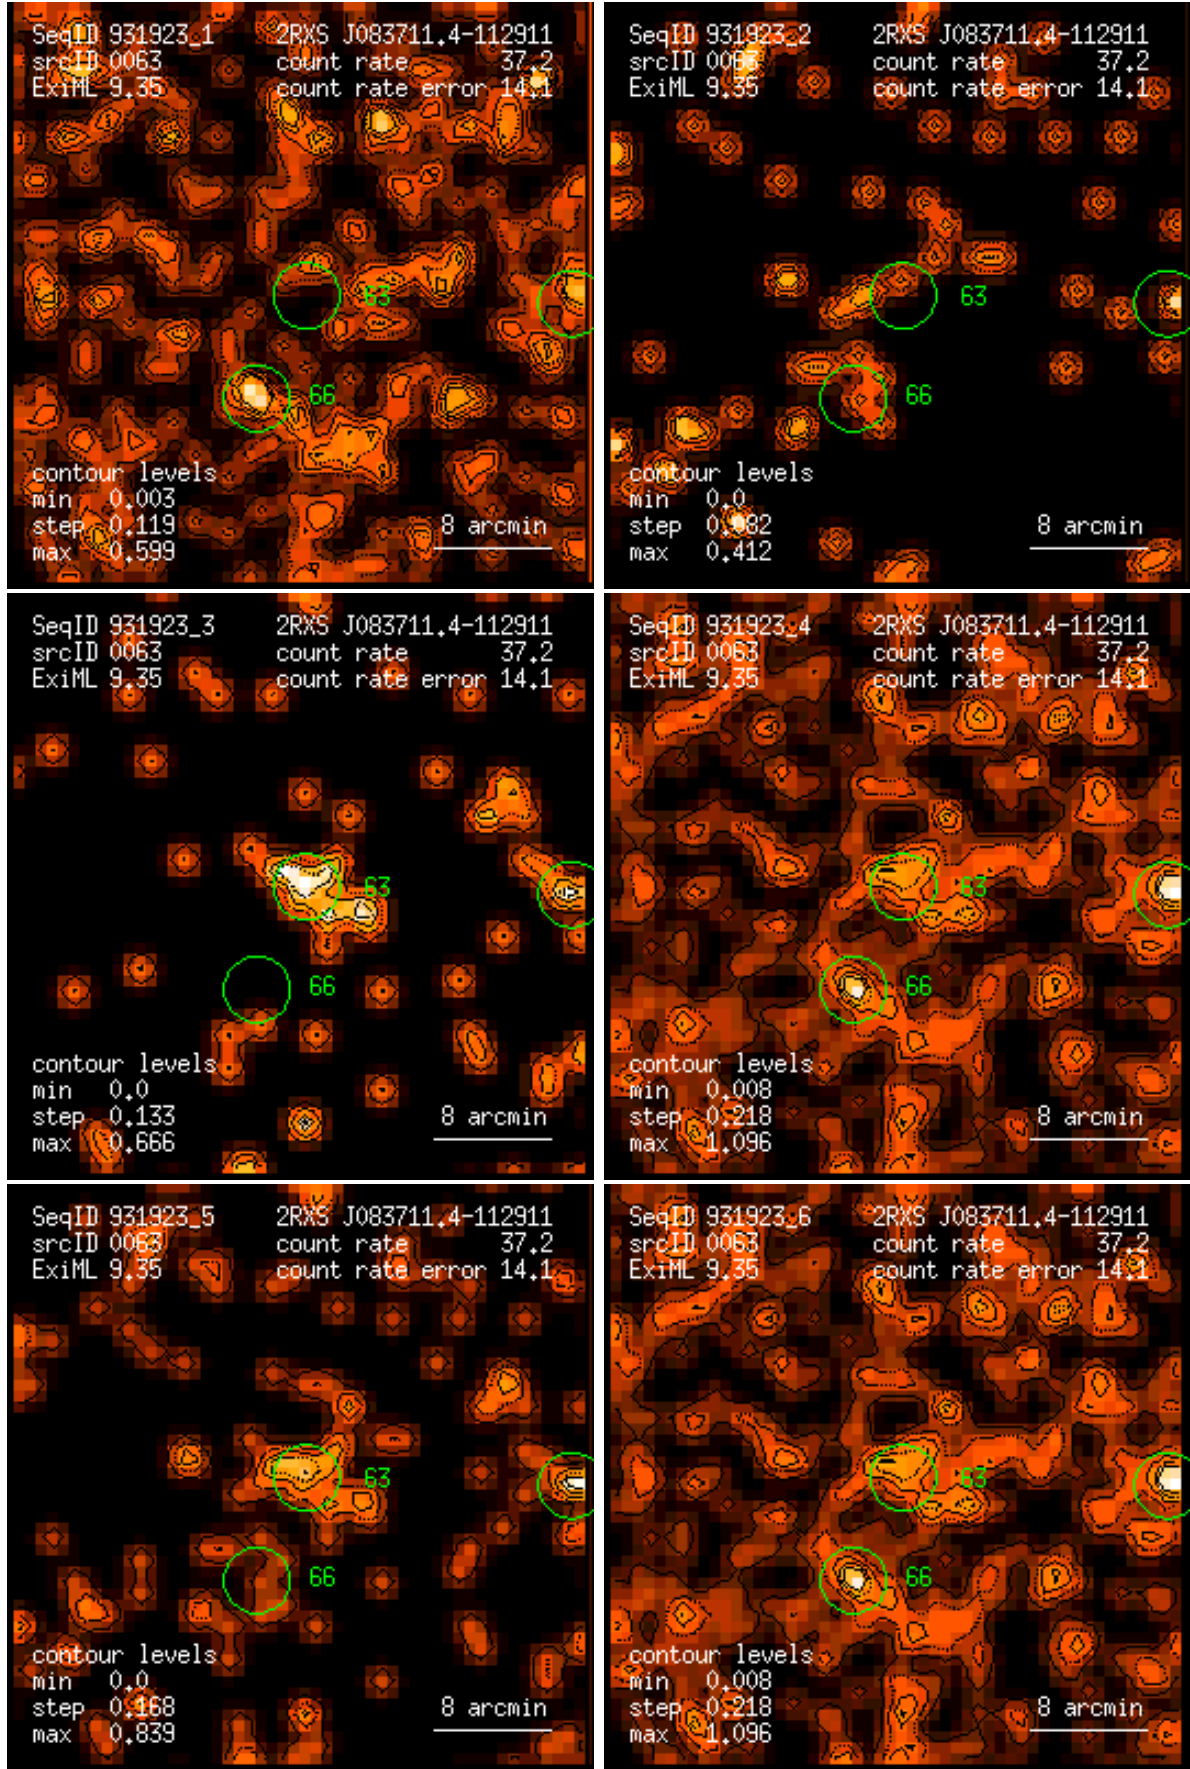 SeqID 931923_1 2RXS J083711.4-112911
srcID 0063 count rate 37.2
ExiML 9.35 count rate error 14.1
63
66
contour levels
min 0.003
step 0.119
max 0.599
8 arcmin
SeqID 931923_2 2RXS J083711.4-112911
srcID 0063 count rate 37.2
ExiML 9.35 count rate error 14.1
63
66
contour levels
min 0.0
step 0.082
max 0.412
8 arcmin
SeqID 931923_3 2RXS J083711.4-112911
srcID 0063 count rate 37.2
ExiML 9.35 count rate error 14.1
63
66
contour levels
min 0.0
step 0.133
max 0.666
8 arcmin
SeqID 931923_4 2RXS J083711.4-112911
srcID 0063 count rate 37.2
ExiML 9.35 count rate error 14.1
63
66
contour levels
min 0.008
step 0.218
max 1.096
8 arcmin
SeqID 931923_5 2RXS J083711.4-112911
srcID 0063 count rate 37.2
ExiML 9.35 count rate error 14.1
63
66
contour levels
min 0.0
step 0.168
max 0.839
8 arcmin
SeqID 931923_6 2RXS J083711.4-112911
srcID 0063 count rate 37.2
ExiML 9.35 count rate error 14.1
63
66
contour levels
min 0.008
step 0.218
max 1.096
8 arcmin